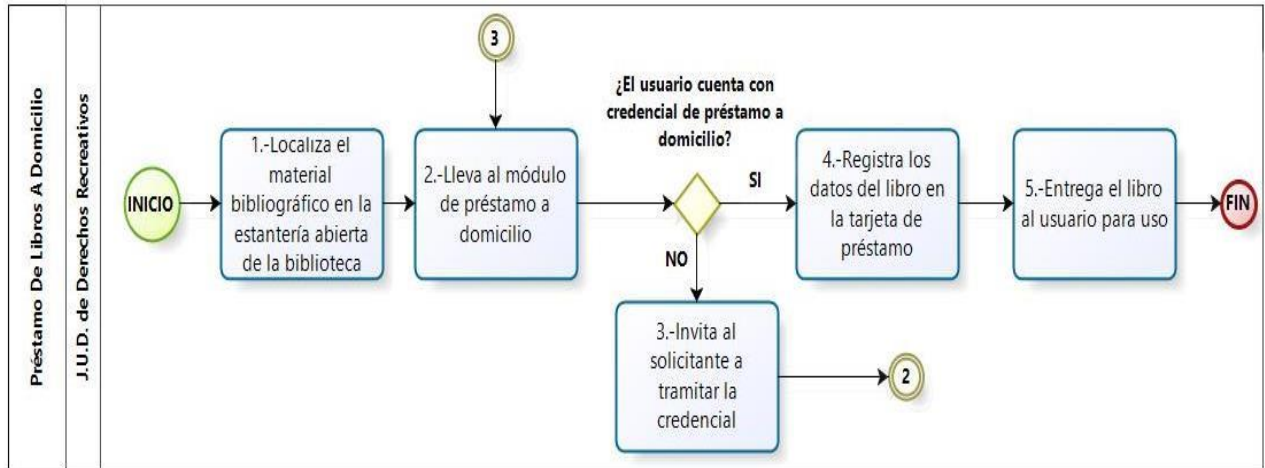 Préstamo De Libros A Domicilio
J.U.D. de Derechos Recreativos
INICIO
1.-Localiza el
material
bibliográfico en la
estantería abierta
de la biblioteca
3
2.-Lleva al módulo
de préstamo a
domicilio
¿El usuario cuenta con
credencial de préstamo a
domicilio?
SI
NO
3.-Invita al
solicitante a
tramitar la
credencial
2
4.-Registra los
datos del libro en
la tarjeta de
préstamo
5.-Entrega el libro
al usuario para uso
FIN